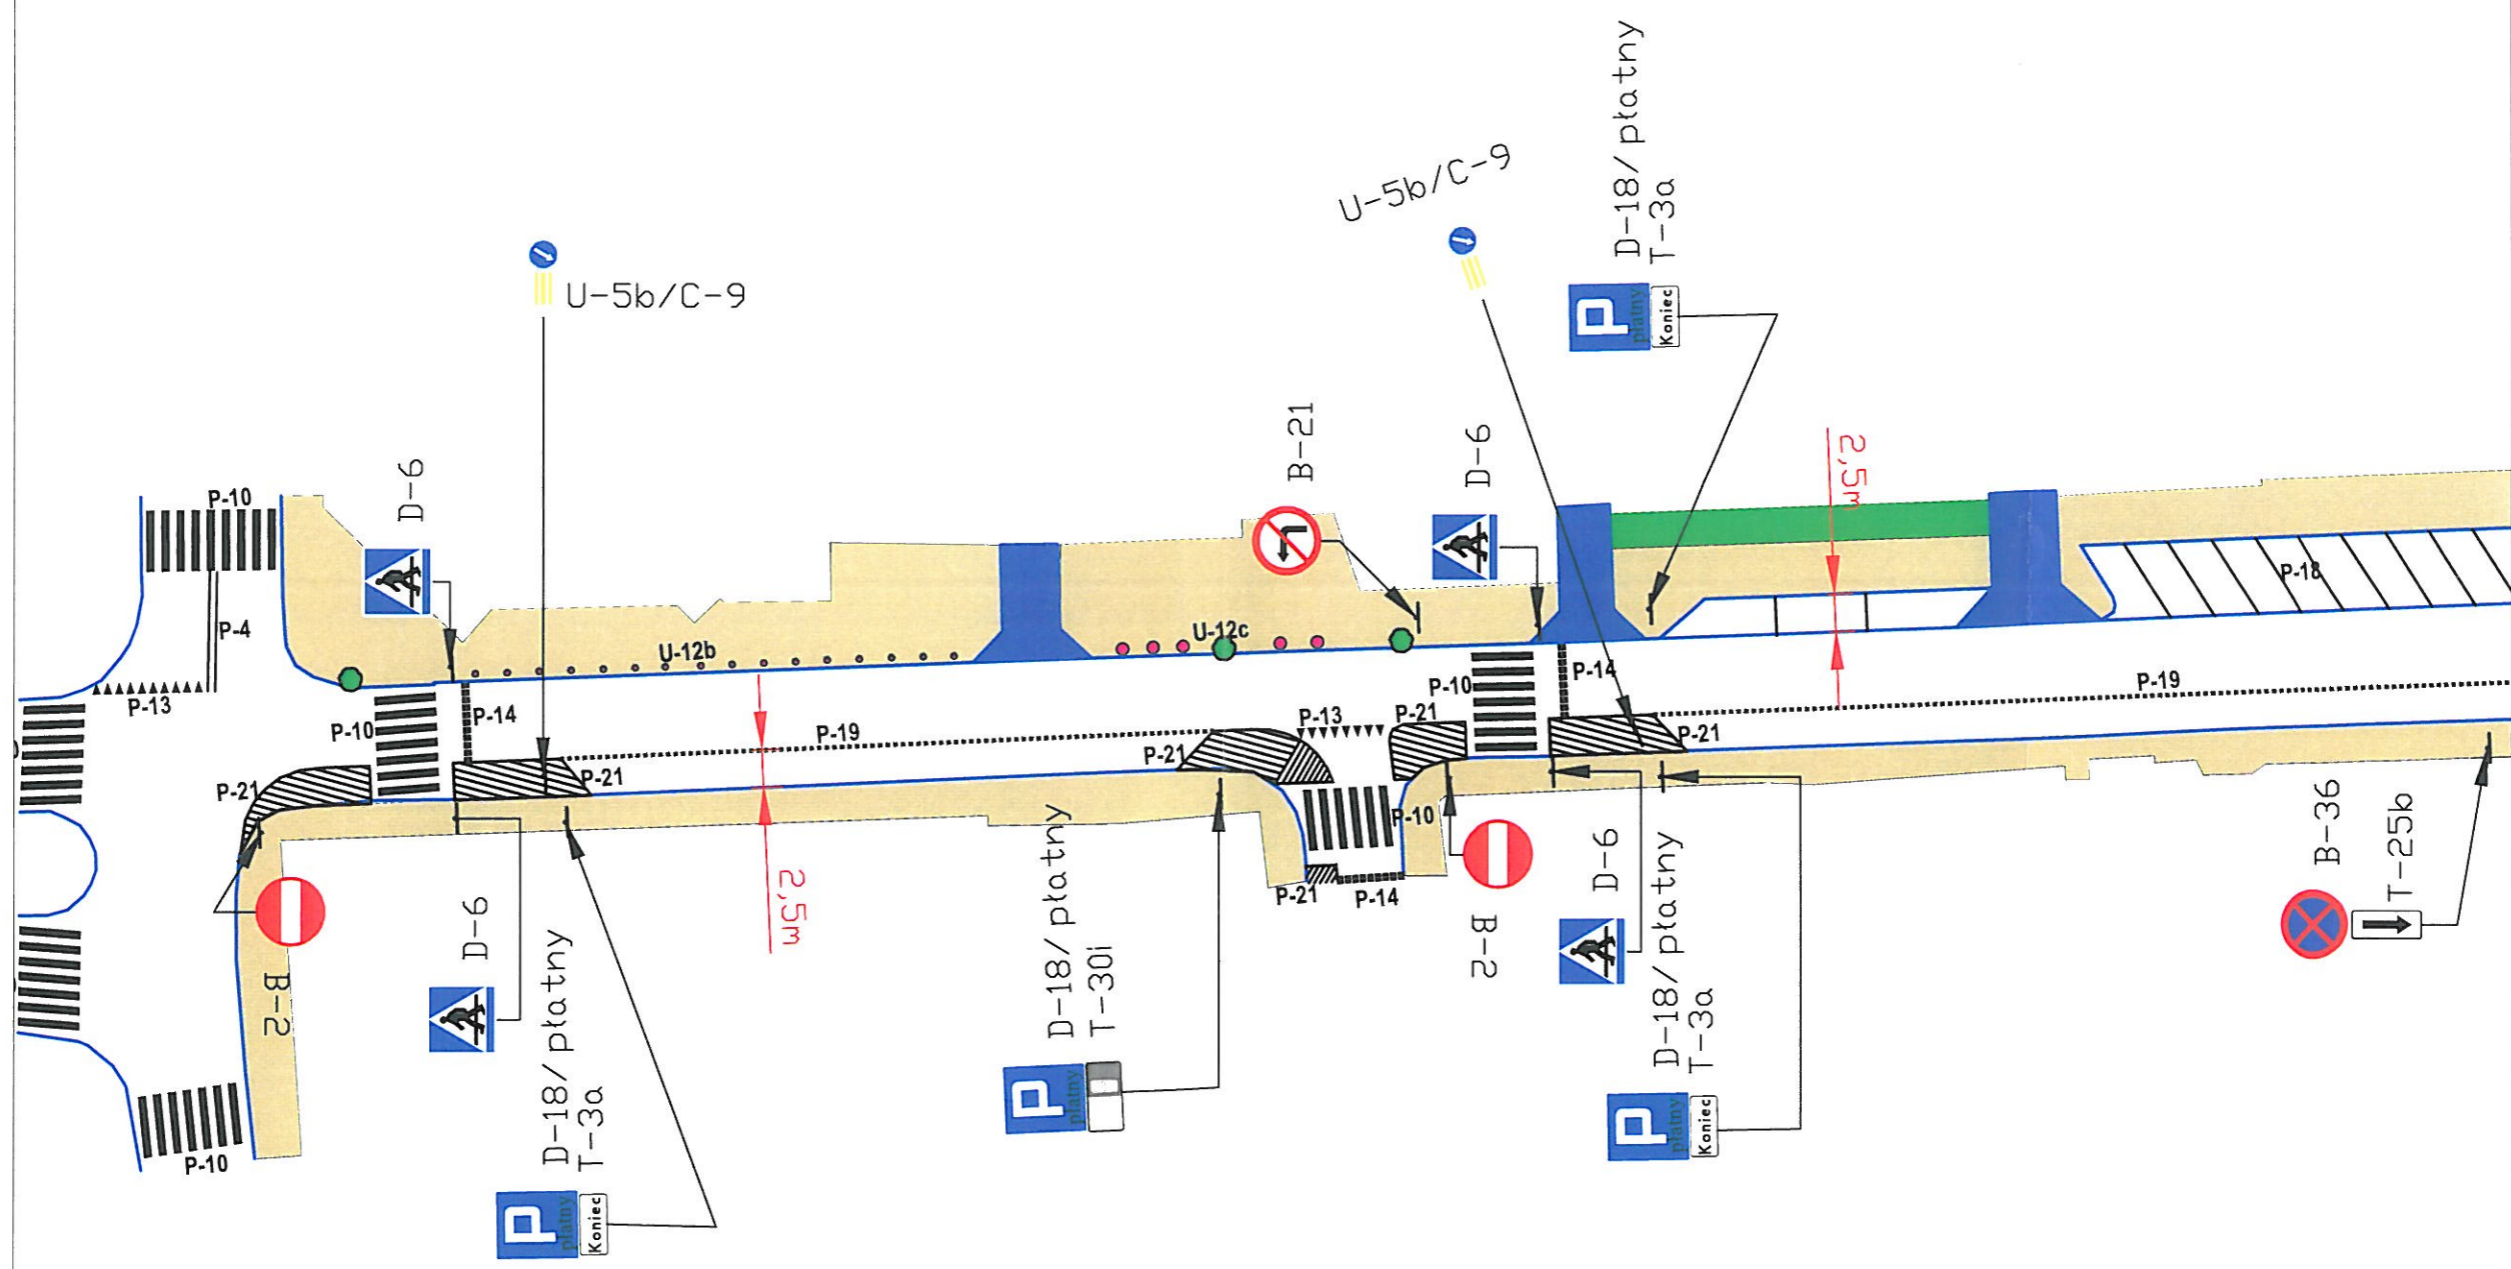 D-18/płatny
T-3a
U-5b/C-9
U-5b/C-9
płatny
Koniec
B-21
D-6
D-6
2,5m
P-10
P-4
P-13
U-12b
U-12c
P-18
P-14
P-10
P-19
P-10
P-14
P-13
P-21
P-19
P-21
P-21
P-21
P-21
P-10
P-21
P-14
2,5m
D-6
B-2
D-18/płatny
T-3a
płatny
Koniec
D-18/płatny
T-30i
płatny
B-2
D-6
D-18/płatny
T-3a
płatny
Koniec
B-36
T-25b
P-10